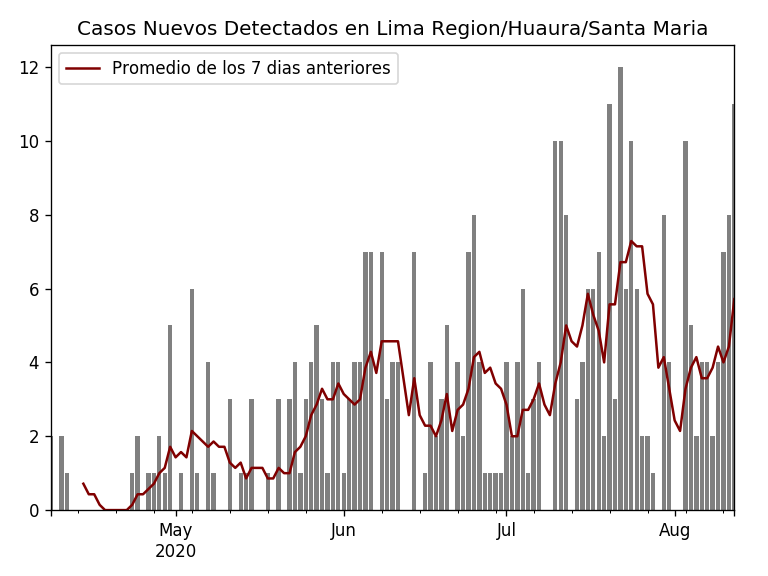 Casos Nuevos Detectados en Lima Region/Huaura/Santa Maria
Promedio de los 7 dias anteriores
12
10
8
6
4
2
0
May
2020
Jun
Jul
Aug